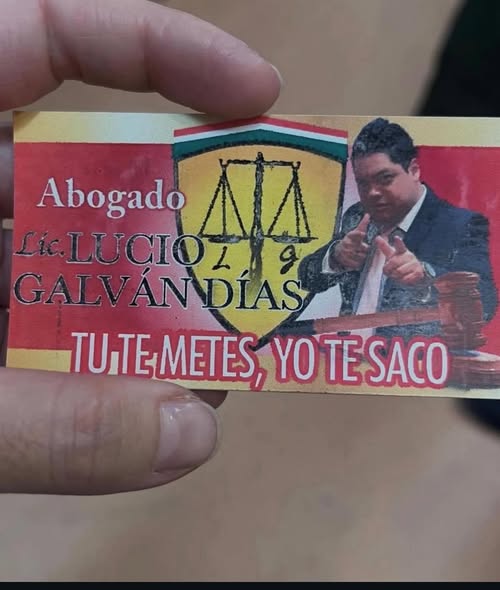 Abogado
Lic. LUCIO
GALVÁN DÍAS
L g
TU TE METES, YO TE SACO